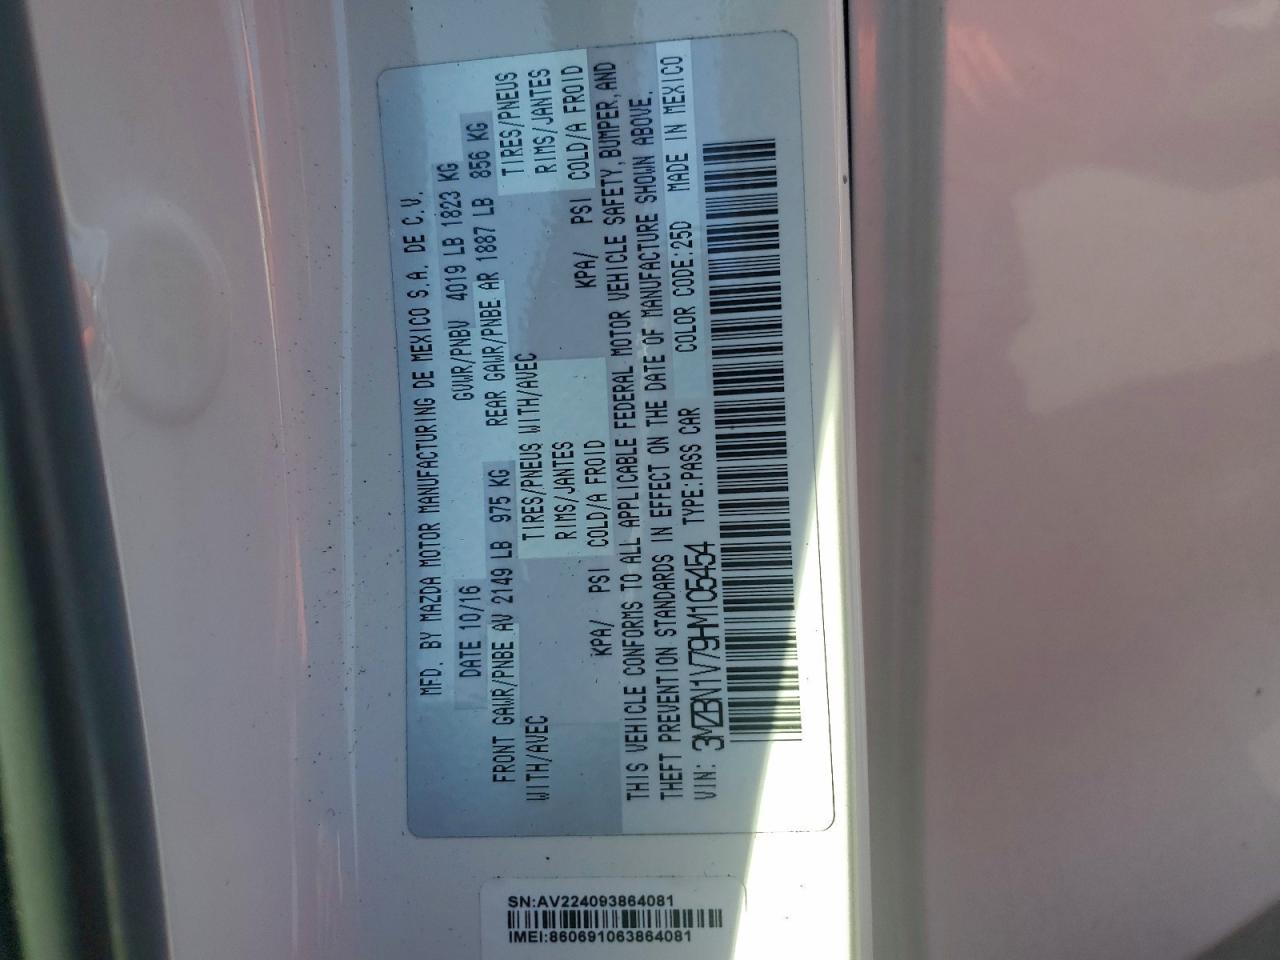 MFD. BY MAZDA MOTOR MANUFACTURING DE MEXICO S.A. DE C.V.
DATE 10/16 GVWR/PNBV 4019 LB 1823 KG
FRONT GAWR/PNBE AV 2149 LB 975 KG REAR GAWR/PNBE AR 1887 LB 856 KG
WITH/AVEC TIRES/PNEUS WITH/AVEC TIRES/PNEUS
RIMS/JANTES RIMS/JANTES
KPA/ PSI COLD/A FROID KPA/ PSI COLD/A FROID
THIS VEHICLE CONFORMS TO ALL APPLICABLE FEDERAL MOTOR VEHICLE SAFETY, BUMPER, AND
THEFT PREVENTION STANDARDS IN EFFECT ON THE DATE OF MANUFACTURE SHOWN ABOVE.
VIN: 3MZBN1V79HM105454 TYPE:PASS CAR COLOR CODE:25D MADE IN MEXICO
SN:AV224093864081
IMEI:860691063864081